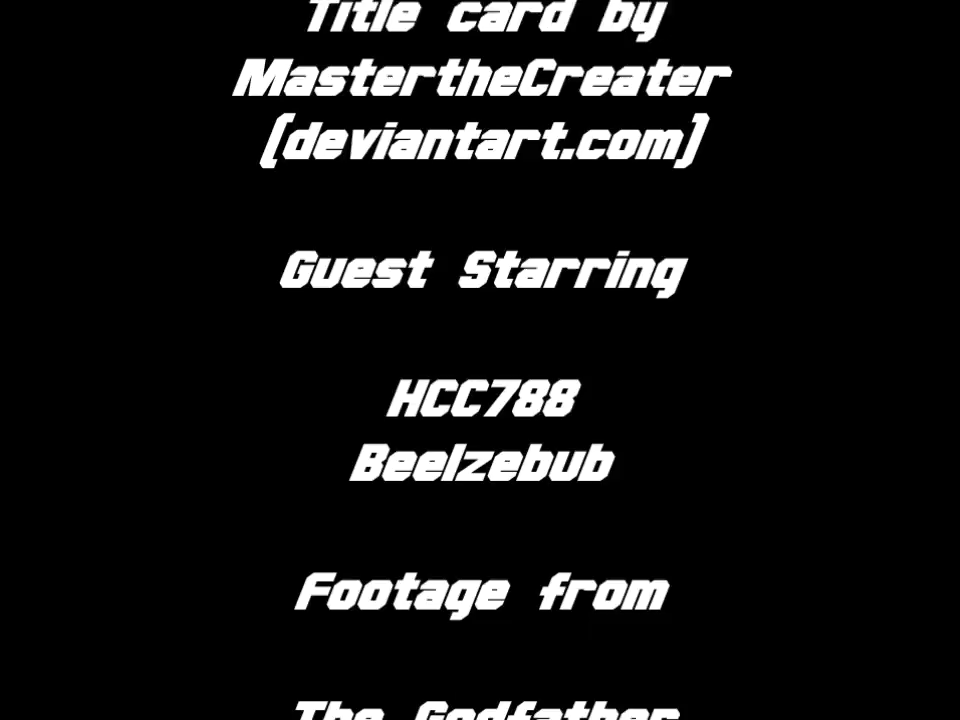 Title card by
MastertheCreater
(deviantart.com)
Guest Starring
HCC788
Beelzebub
Footage from
The Godfather